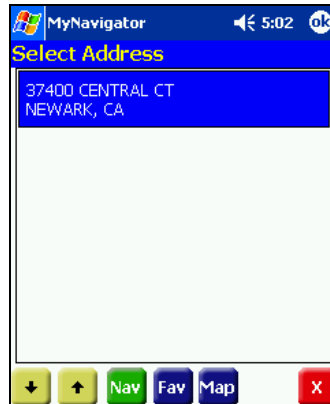 MyNavigator 5:02 ok
Select Address
37400 CENTRAL CT
NEWARK, CA
Nav Fav Map X